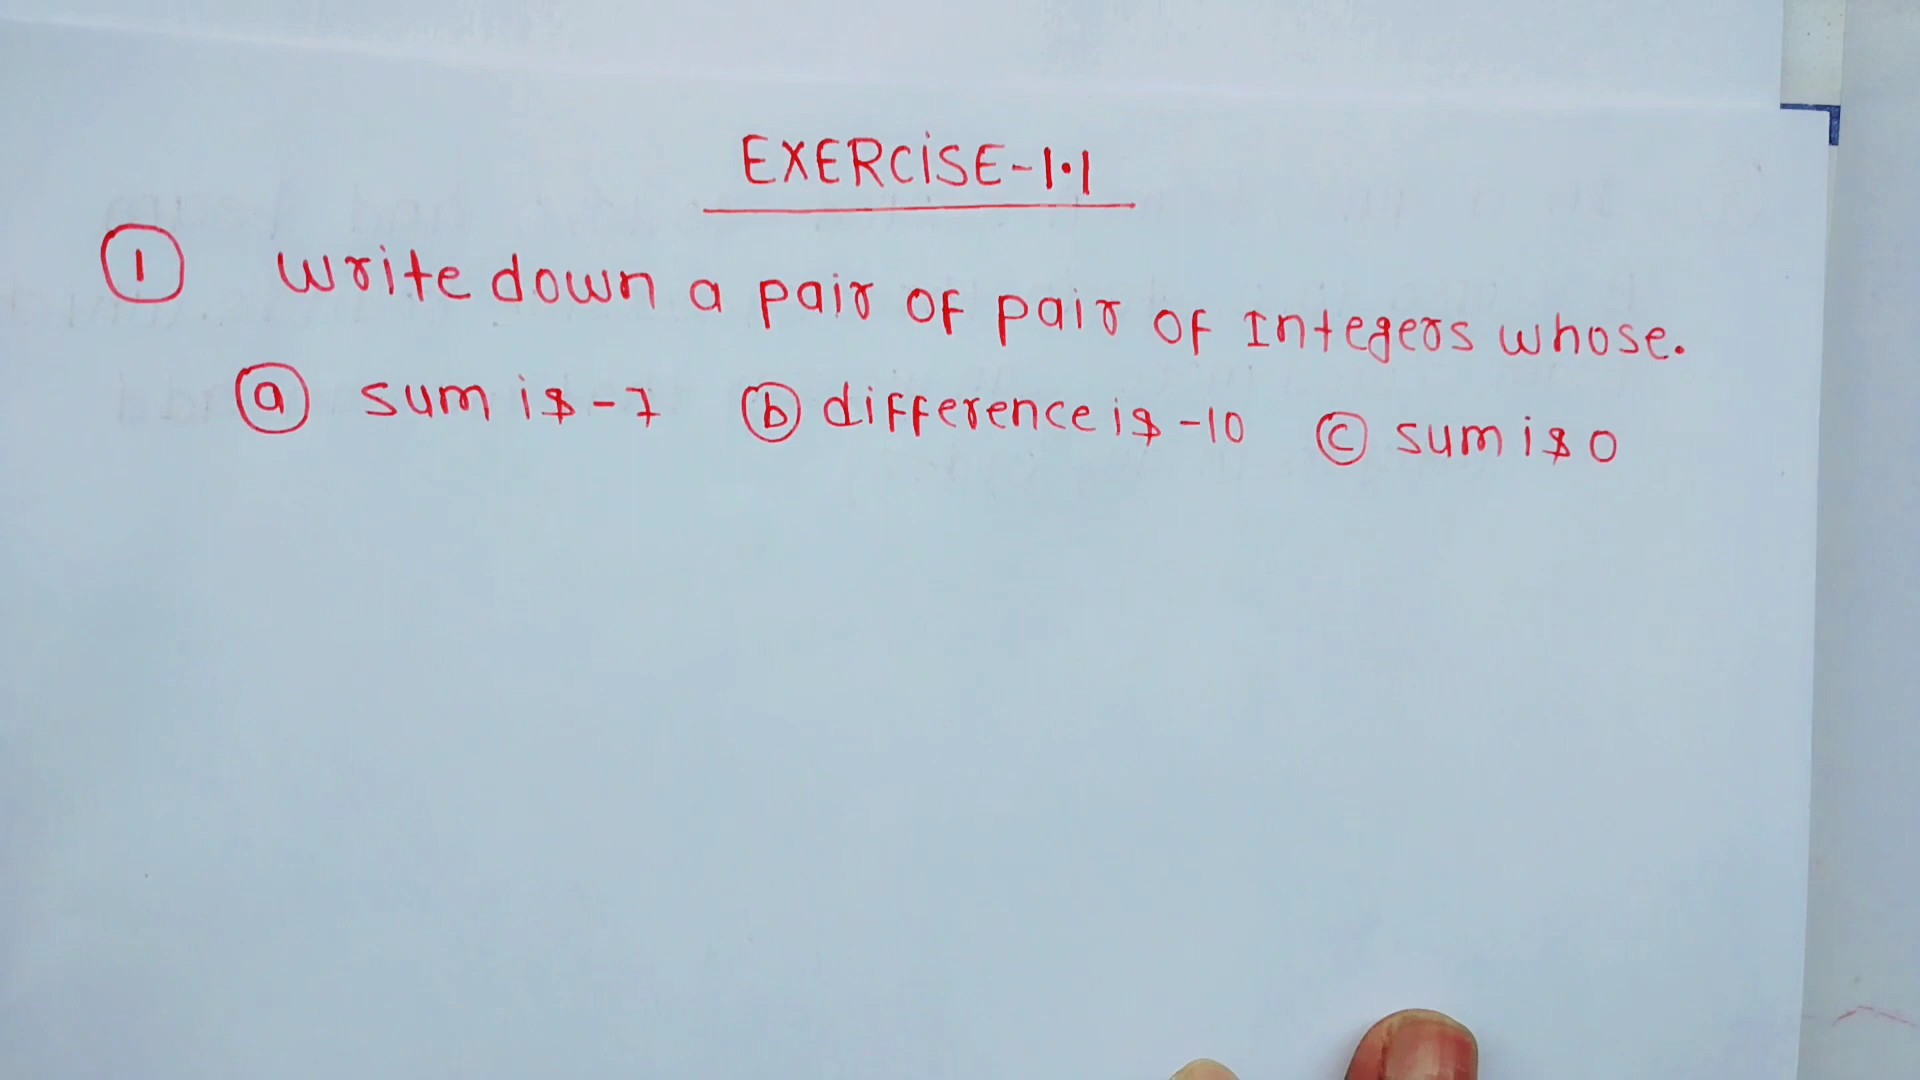 EXERCISE-1.1
① Write down a pair of pair of Integers whose.
ⓐ sum is -7 ⓑ difference is -10 ⓒ sum is 0